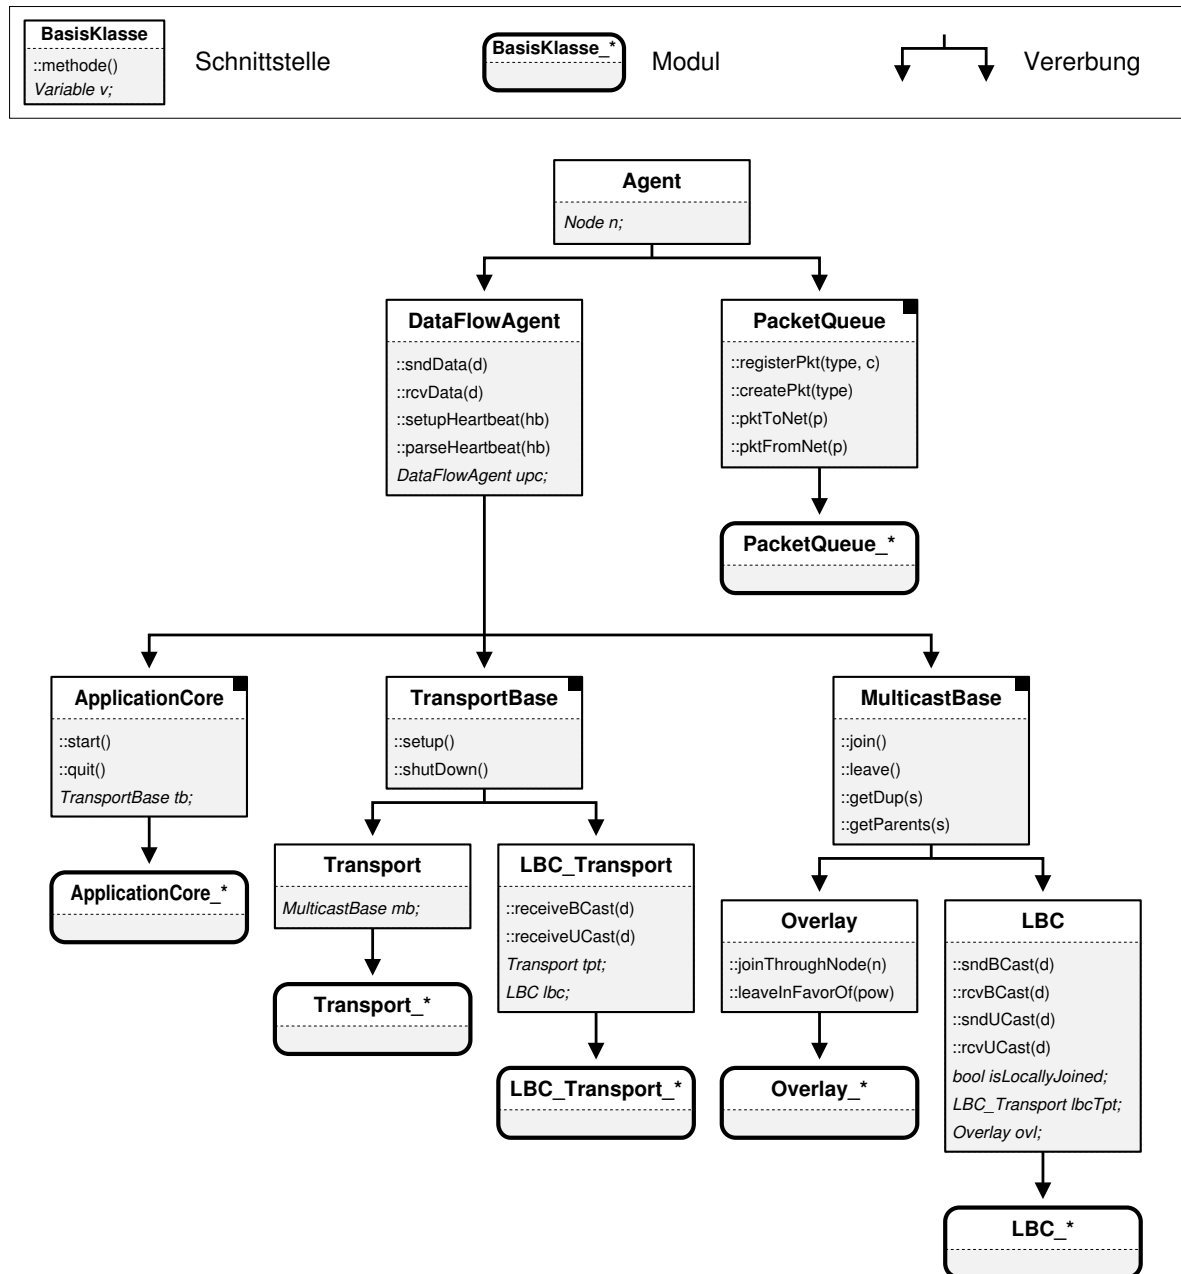 BasisKlasse
::methode()
Variable v;
Schnittstelle
BasisKlasse_*
Modul
Vererbung
Agent
Node n;
DataFlowAgent
::sndData(d)
::rcvData(d)
::setupHeartbeat(hb)
::parseHeartbeat(hb)
DataFlowAgent upc;
PacketQueue
::registerPkt(type, c)
::createPkt(type)
::pktToNet(p)
::pktFromNet(p)
PacketQueue_*
ApplicationCore
::start()
::quit()
TransportBase tb;
ApplicationCore_*
TransportBase
::setup()
::shutDown()
MulticastBase
::join()
::leave()
::getDup(s)
::getParents(s)
Transport
MulticastBase mb;
Transport_*
LBC_Transport
::receiveBCast(d)
::receiveUCast(d)
Transport tpt;
LBC lbc;
LBC_Transport_*
Overlay
::joinThroughNode(n)
::leaveInFavorOf(pow)
Overlay_*
LBC
::sndBCast(d)
::rcvBCast(d)
::sndUCast(d)
::rcvUCast(d)
bool isLocallyJoined;
LBC_Transport lbcTpt;
Overlay ovl;
LBC_*